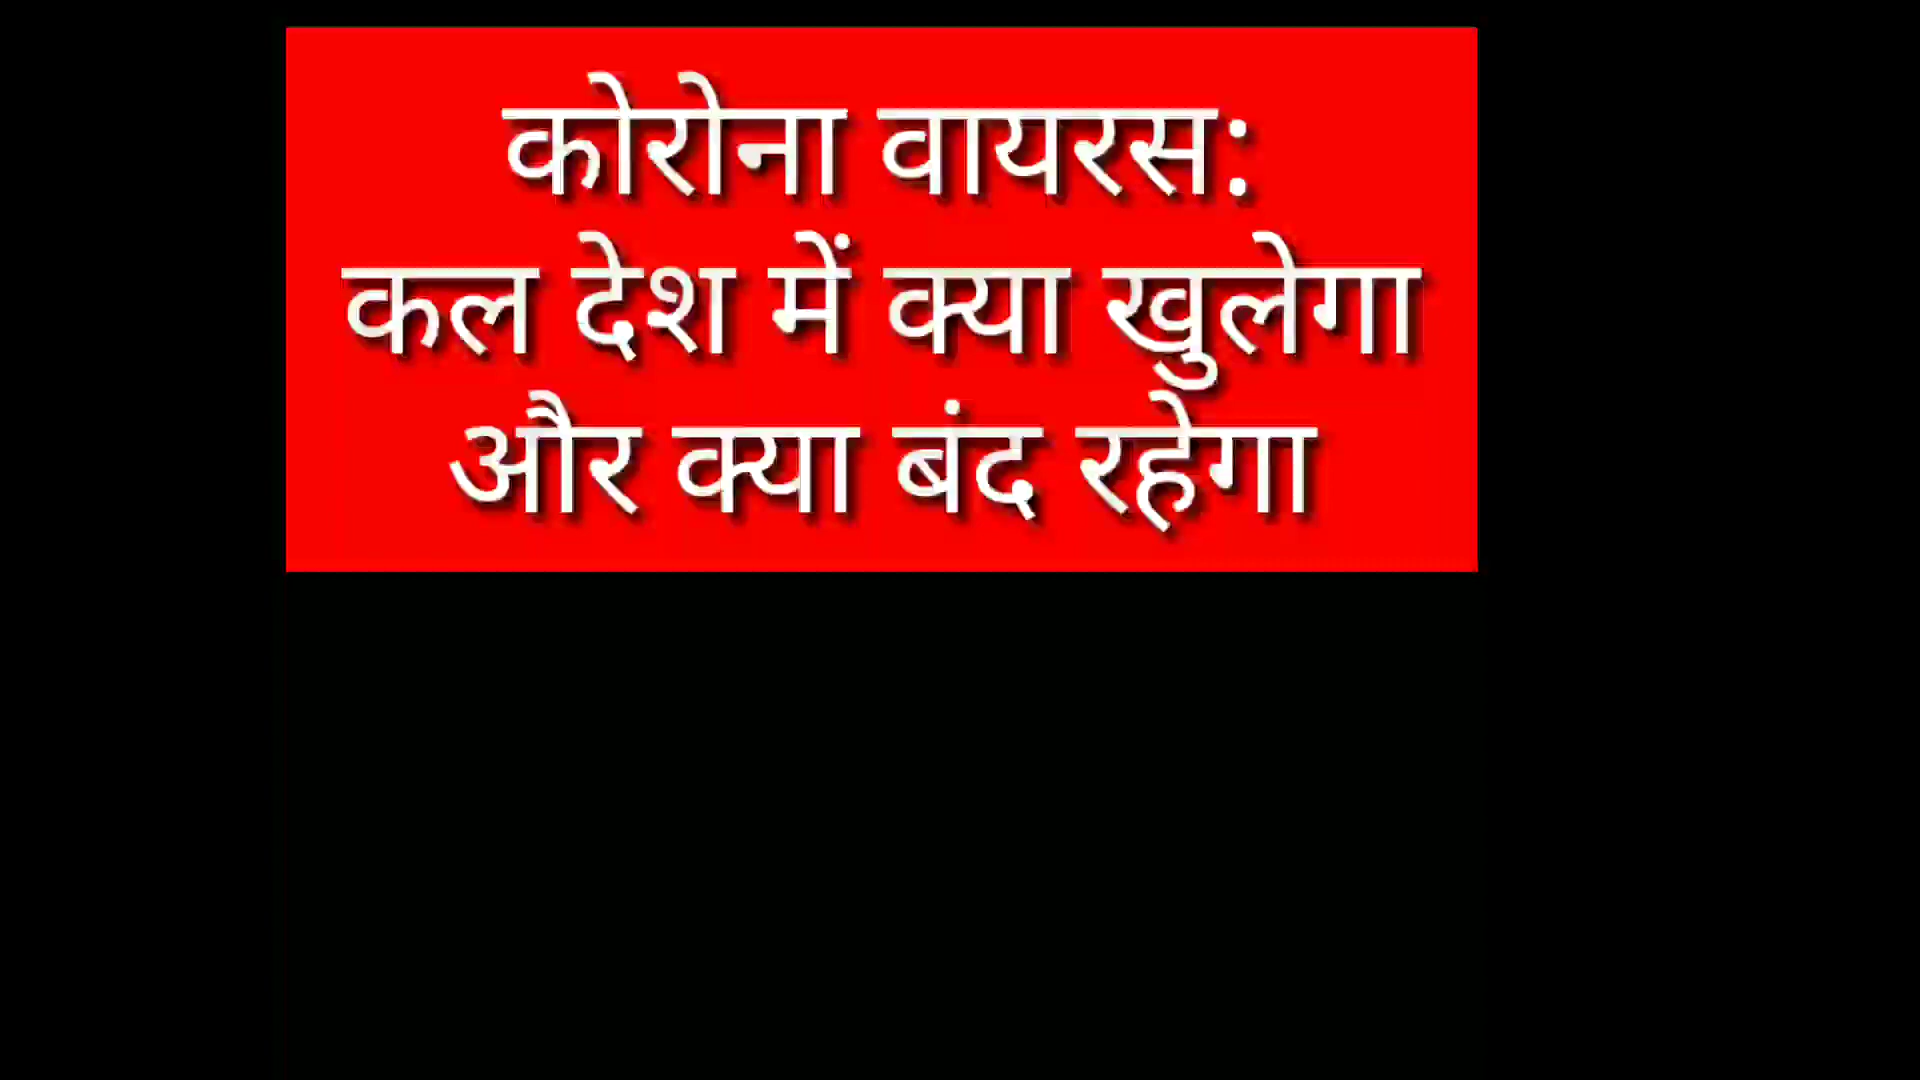 कोरोना वायरस:
कल देश में क्या खुलेगा
और क्या बंद रहेगा